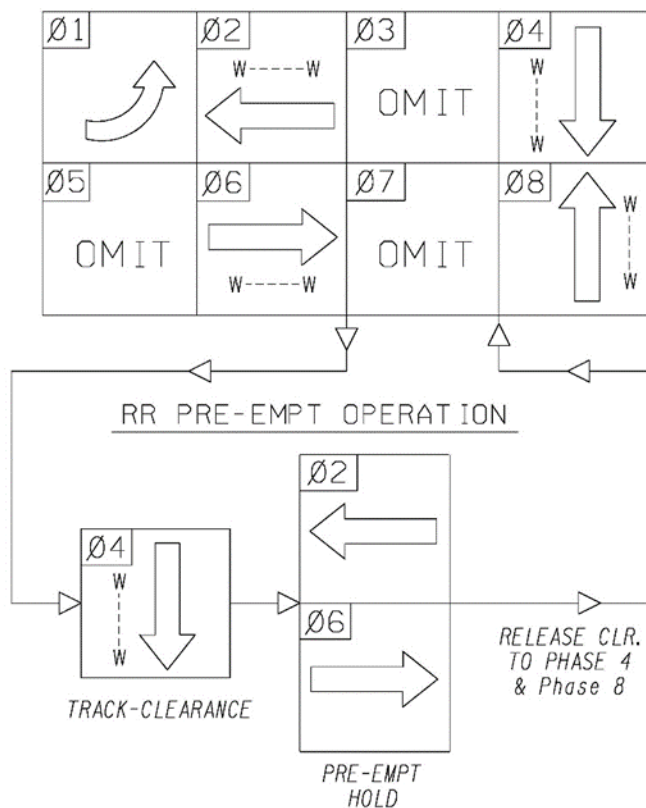 Ø1 Ø2 Ø3 Ø4
W-----W
OMIT
W-----W
Ø5 Ø6 Ø7 Ø8
OMIT
W-----W
OMIT
W-----W
RR PRE-EMPT OPERATION
Ø4
W-----W
TRACK-CLEARANCE
Ø2
Ø6
PRE-EMPT
HOLD
RELEASE CLR.
TO PHASE 4
& Phase 8